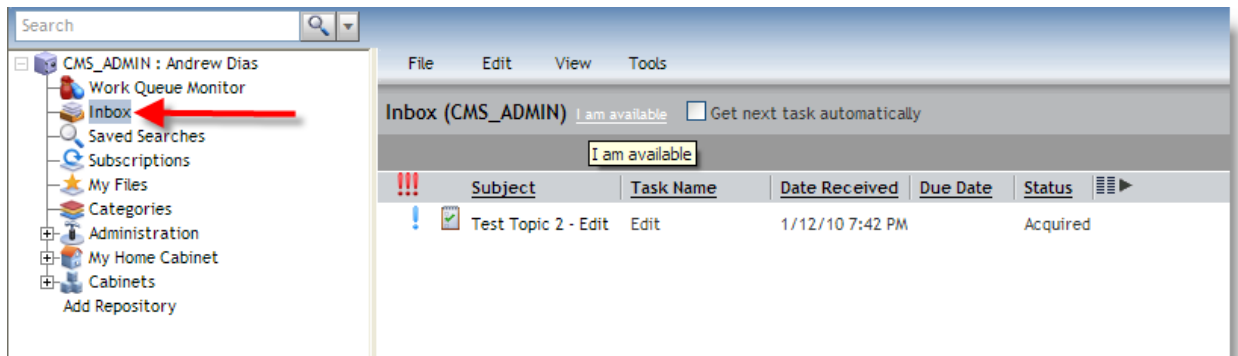 Search
CMS_ADMIN : Andrew Dias
Work Queue Monitor
Inbox
Saved Searches
Subscriptions
My Files
Categories
Administration
My Home Cabinet
Cabinets
Add Repository
File Edit View Tools
Inbox (CMS_ADMIN) I am available Get next task automatically
I am available
!!! Subject Task Name Date Received Due Date Status
! Test Topic 2 - Edit Edit 1/12/10 7:42 PM Acquired